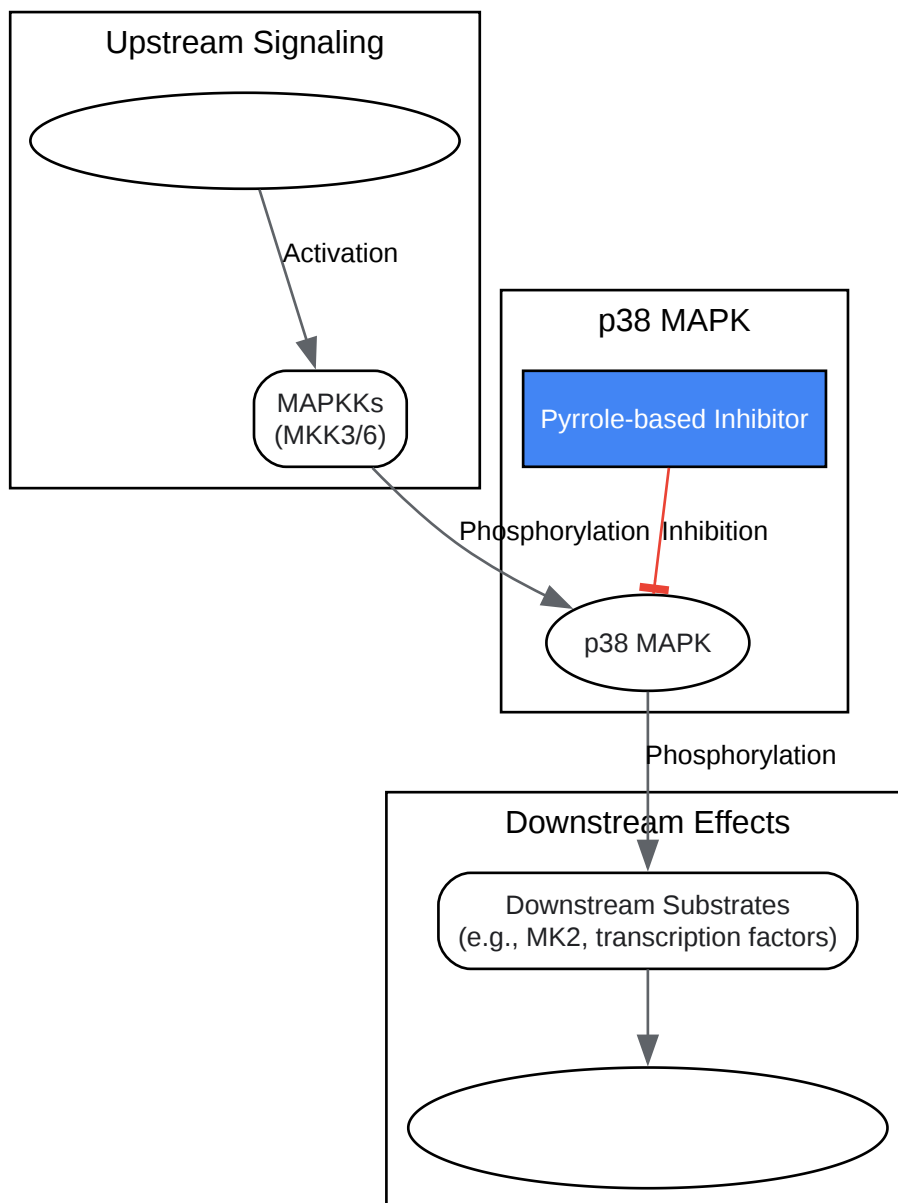 Upstream Signaling
Activation
MAPKKs
(MKK3/6)
p38 MAPK
Pyrrole-based Inhibitor
Phosphorylation
Inhibition
p38 MAPK
Phosphorylation
Downstream Effects
Downstream Substrates
(e.g., MK2, transcription factors)